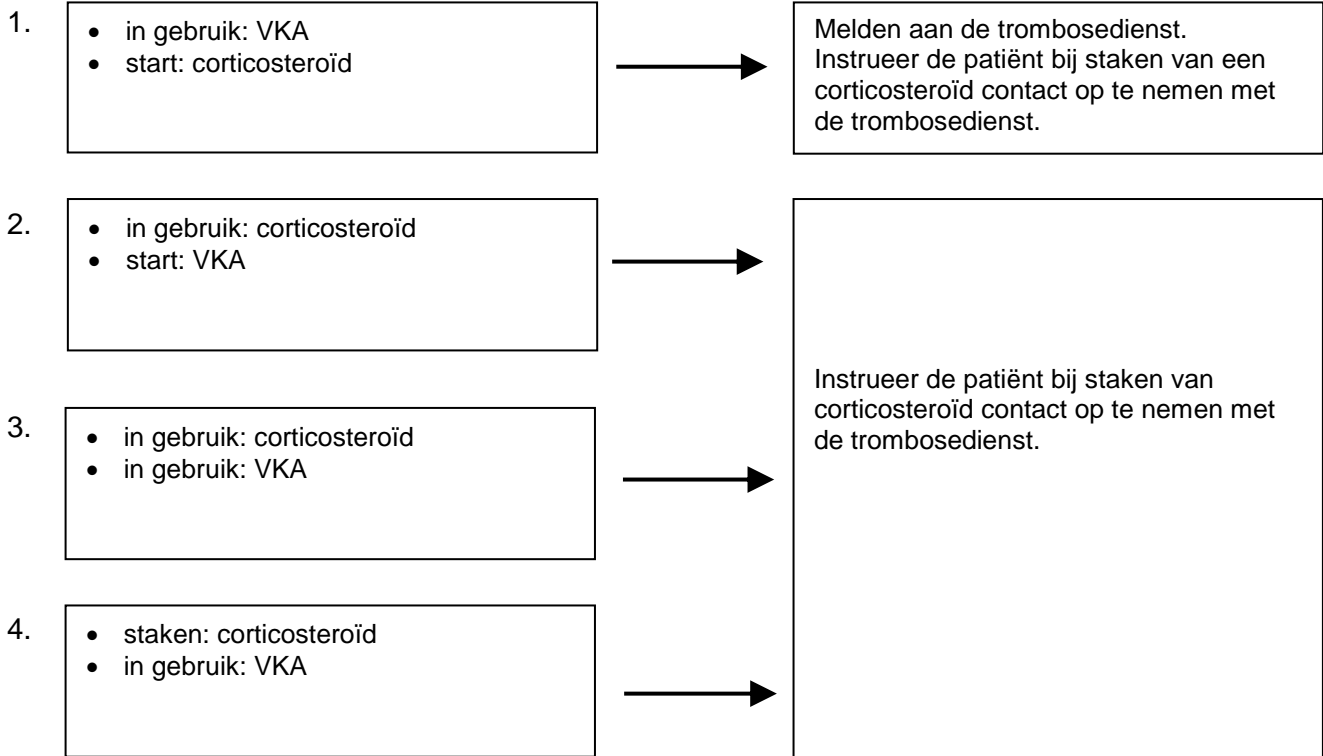 1.
• in gebruik: VKA
• start: corticosteroïd
Melden aan de trombosedienst.
Instrueer de patiënt bij staken van een
corticosteroïd contact op te nemen met
de trombosedienst.
2.
• in gebruik: corticosteroïd
• start: VKA
3.
• in gebruik: corticosteroïd
• in gebruik: VKA
4.
• staken: corticosteroïd
• in gebruik: VKA
Instrueer de patiënt bij staken van
corticosteroïd contact op te nemen met
de trombosedienst.